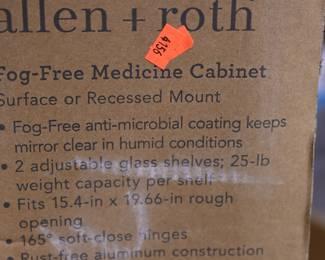 allen + roth
4156
Fog-Free Medicine Cabinet
Surface or Recessed Mount
• Fog-Free anti-microbial coating keeps
mirror clear in humid conditions
• 2 adjustable glass shelves; 25-lb
weight capacity per shelf
• Fits 15.4-in x 19.66-in rough
opening
• 165° soft-close hinges
• Rust-free aluminum construction